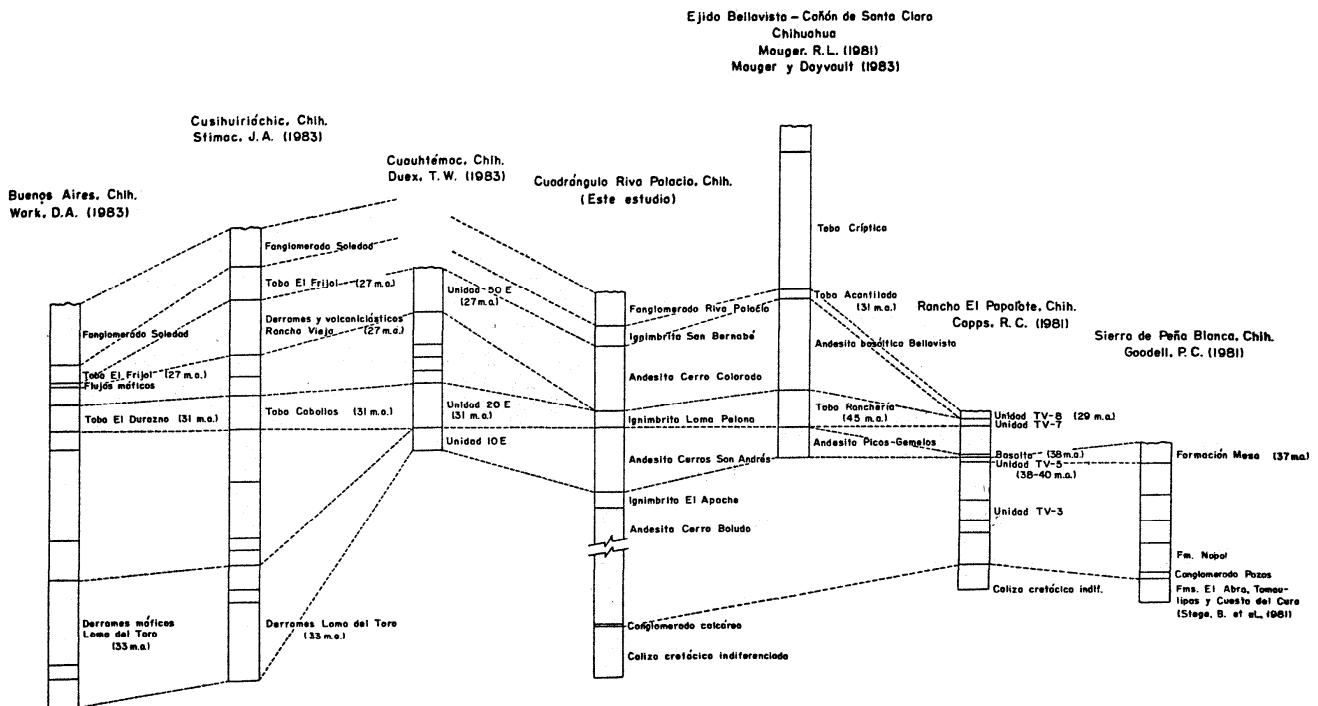 Ejido Bellavista - Cañón de Santa Clara
Chihuahua
Mauger, R.L. (1981)
Mauger y Dayvault (1983)
Cusihuiriáchic, Chih.
Stimac, J.A. (1983)
Cuauhtémoc, Chih.
Duex, T.W. (1983)
Cuadrángulo Riva Palacio, Chih.
(Este estudio)
Buenos Aires, Chih.
Wark, D.A. (1983)
Rancho El Papalote, Chih.
Capps, R.C. (1981)
Sierra de Peña Blanca, Chih.
Goodell, P.C. (1981)
Fanglomerado Soledad
Toba El Frijol (27 m.a.)
Flujos máficos
Toba El Durazno (31 m.a.)
Derrames máficos
Loma del Toro
(33 m.a.)
Fanglomerado Soledad
Toba El Frijol (27 m.a.)
Derrames y volcaniclásticos
Rancho Viejo (27 m.a.)
Toba Caballos (31 m.a.)
Derrames Loma del Toro
(33 m.a.)
Unidad 50 E
(27 m.a.)
Unidad 20 E
(31 m.a.)
Unidad 10 E
Fanglomerado Riva Palacio
Ignimbrita San Bernabé
Andesita Cerro Colorado
Ignimbrita Loma Pelona
Andesita Cerros San Andrés
Ignimbrita El Apache
Andesita Cerro Boludo
Conglomerado calcáreo
Caliza cretácica indiferenciada
Toba Críptica
Toba Acantilado
(31 m.a.)
Andesita basáltica Bellavista
Toba Ranchería
(45 m.a.)
Andesita Picos-Gemelos
Unidad TV-8 (29 m.a.)
Unidad TV-7
Basalto (38 m.a.)
Unidad TV-5
(38-40 m.a.)
Unidad TV-3
Caliza cretácica indif.
Formación Mesa (37 m.a.)
Fm. Nopal
Conglomerado Pozos
Fms. El Abra, Tamau-
lipas y Cuesta del Cura
(Stege, B. et al., 1981)